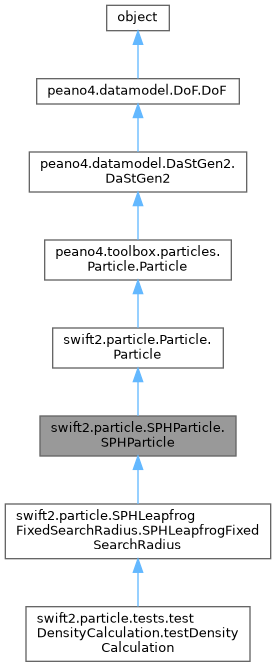 object
peano4.datamodel.DoF.DoF
peano4.datamodel.DaStGen2.
DaStGen2
peano4.toolbox.particles.
Particle.Particle
swift2.particle.Particle.
Particle
swift2.particle.SPHParticle.
SPHParticle
swift2.particle.SPHLeapfrog
FixedSearchRadius.SPHLeapfrogFixed
SearchRadius
swift2.particle.tests.test
DensityCalculation.testDensity
Calculation